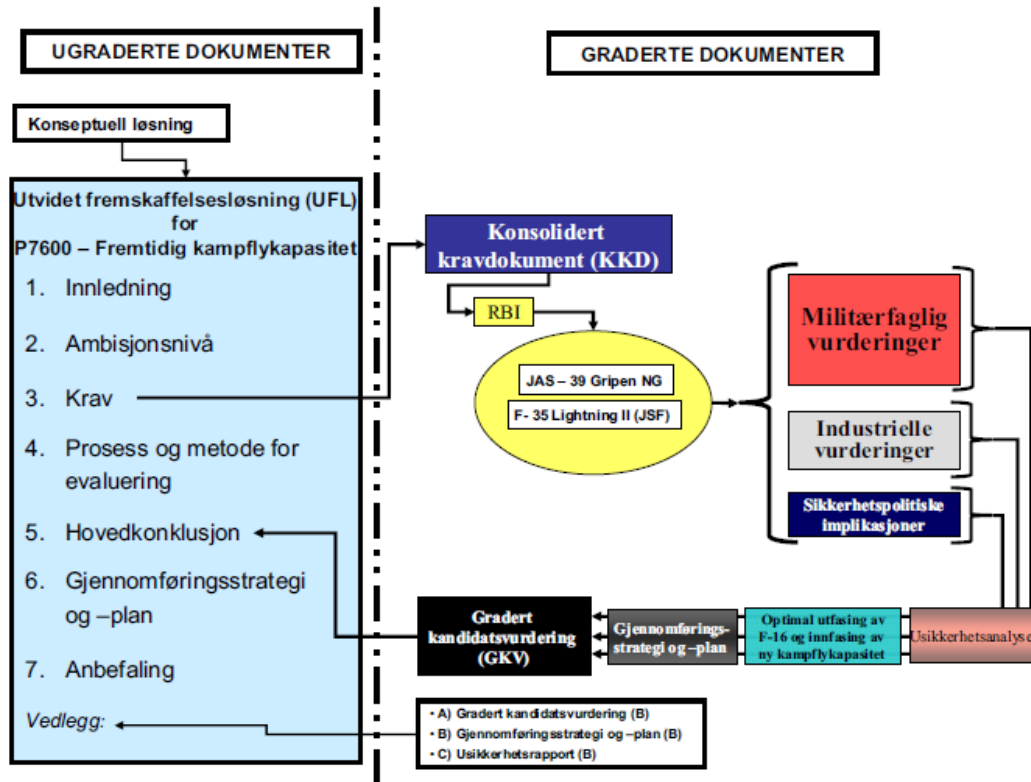 UGRADERTE DOKUMENTER
GRADERTE DOKUMENTER
Konseptuell løsning
Utvidet fremskaffelsesløsning (UFL)
for
P7600 – Fremtidig kampflykapasitet
1. Innledning
2. Ambisjonsnivå
3. Krav
4. Prosess og metode for
evaluering
5. Hovedkonklusjon
6. Gjennomføringsstrategi
og –plan
7. Anbefaling
Vedlegg:
Konsolidert
kravdokument (KKD)
RBI
JAS – 39 Gripen NG
F- 35 Lightning II (JSF)
Militærfaglig
vurderinger
Industrielle
vurderinger
Sikkerhetspolitiske
implikasjoner
Gradert
kandidatsvurdering
(GKV)
Gjennomførings-
strategi og –plan
Optimal utfasing av
F-16 og innfasing av
ny kampflykapasitet
Usikkerhetsanalyse
• A) Gradert kandidatsvurdering (B)
• B) Gjennomføringsstrategi og –plan (B)
• C) Usikkerhetsrapport (B)